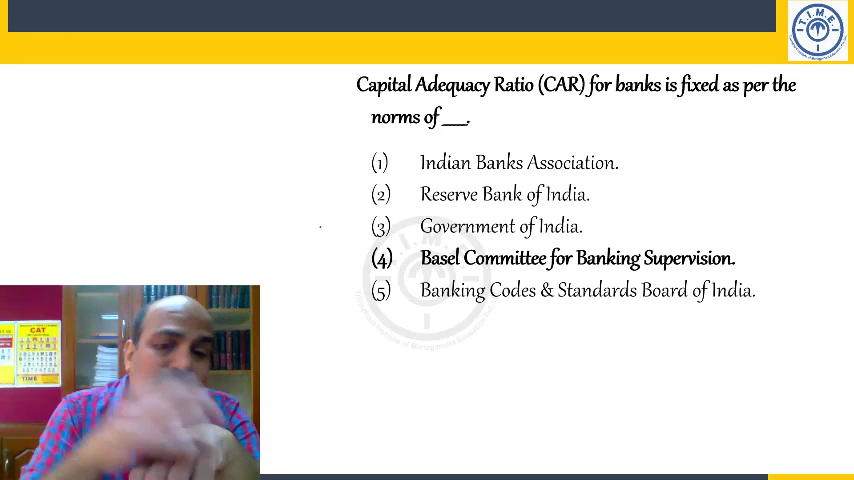 T.I.M.E.
Capital Adequacy Ratio (CAR) for banks is fixed as per the
norms of ___.
(1) Indian Banks Association.
(2) Reserve Bank of India.
(3) Government of India.
(4) Basel Committee for Banking Supervision.
(5) Banking Codes & Standards Board of India.
T.I.M.E.
CAT
TIME